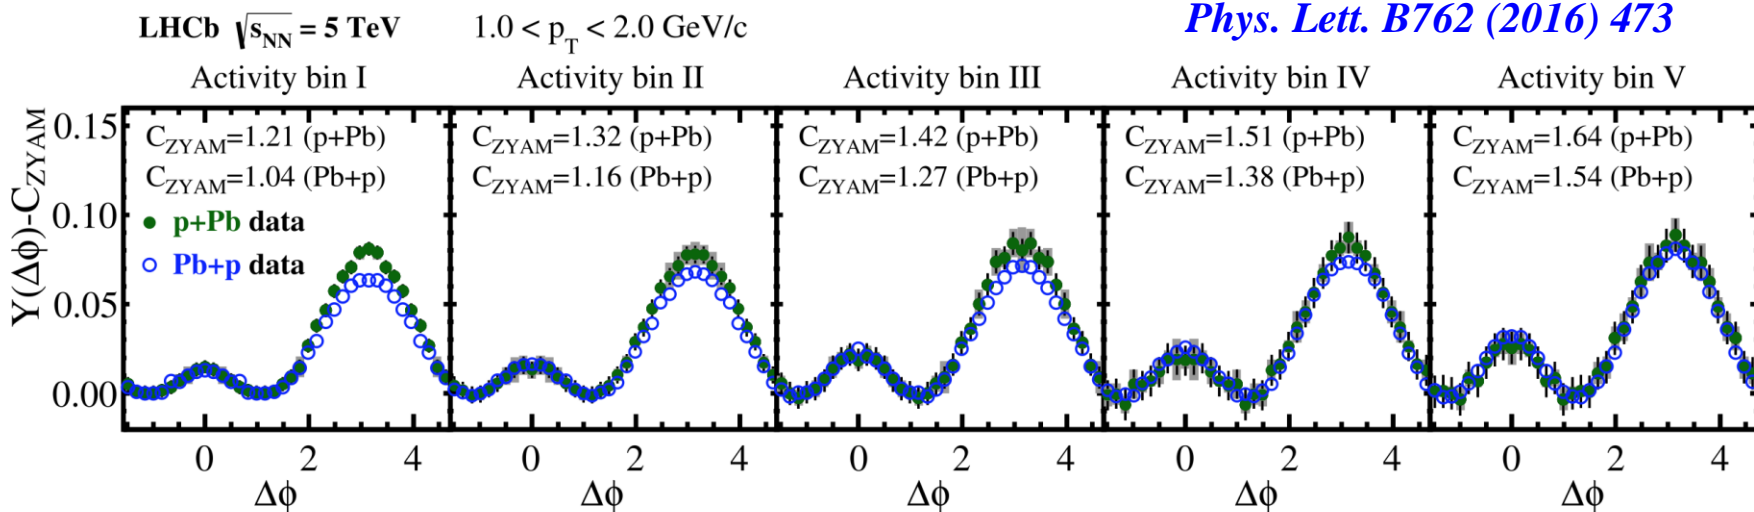 LHCb √sNN = 5 TeV 1.0 < pT < 2.0 GeV/c Phys. Lett. B762 (2016) 473
Activity bin I Activity bin II Activity bin III Activity bin IV Activity bin V
Y(Δϕ)-CZYAM
0.15
0.10
0.05
0.00
CZYAM=1.21 (p+Pb)
CZYAM=1.04 (Pb+p)
p+Pb data
Pb+p data
CZYAM=1.32 (p+Pb)
CZYAM=1.16 (Pb+p)
CZYAM=1.42 (p+Pb)
CZYAM=1.27 (Pb+p)
CZYAM=1.51 (p+Pb)
CZYAM=1.38 (Pb+p)
CZYAM=1.64 (p+Pb)
CZYAM=1.54 (Pb+p)
0 2 4 0 2 4 0 2 4 0 2 4 0 2 4
Δϕ Δϕ Δϕ Δϕ Δϕ